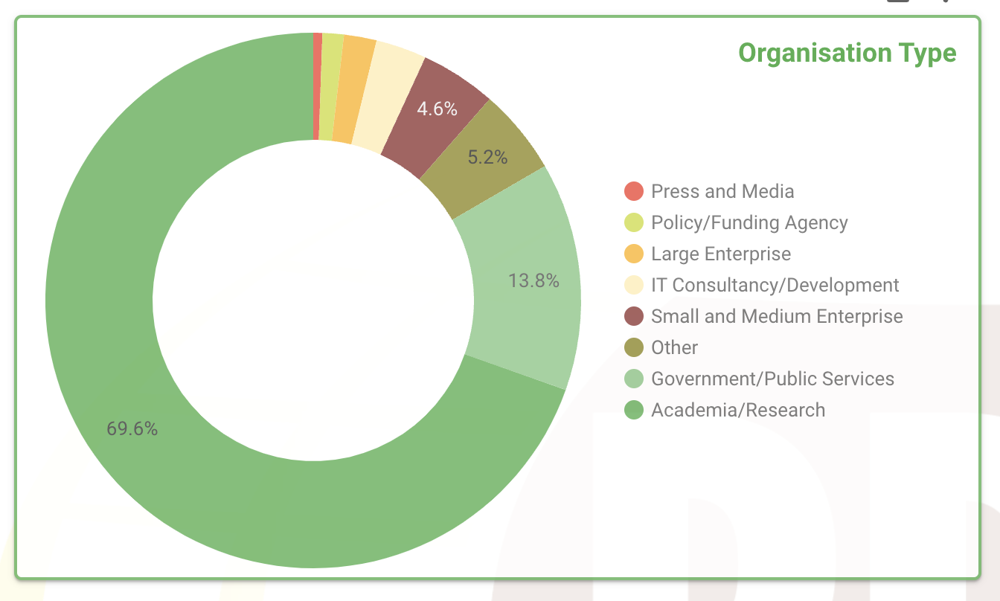 Organisation Type
4.6%
5.2%
13.8%
69.6%
Press and Media
Policy/Funding Agency
Large Enterprise
IT Consultancy/Development
Small and Medium Enterprise
Other
Government/Public Services
Academia/Research